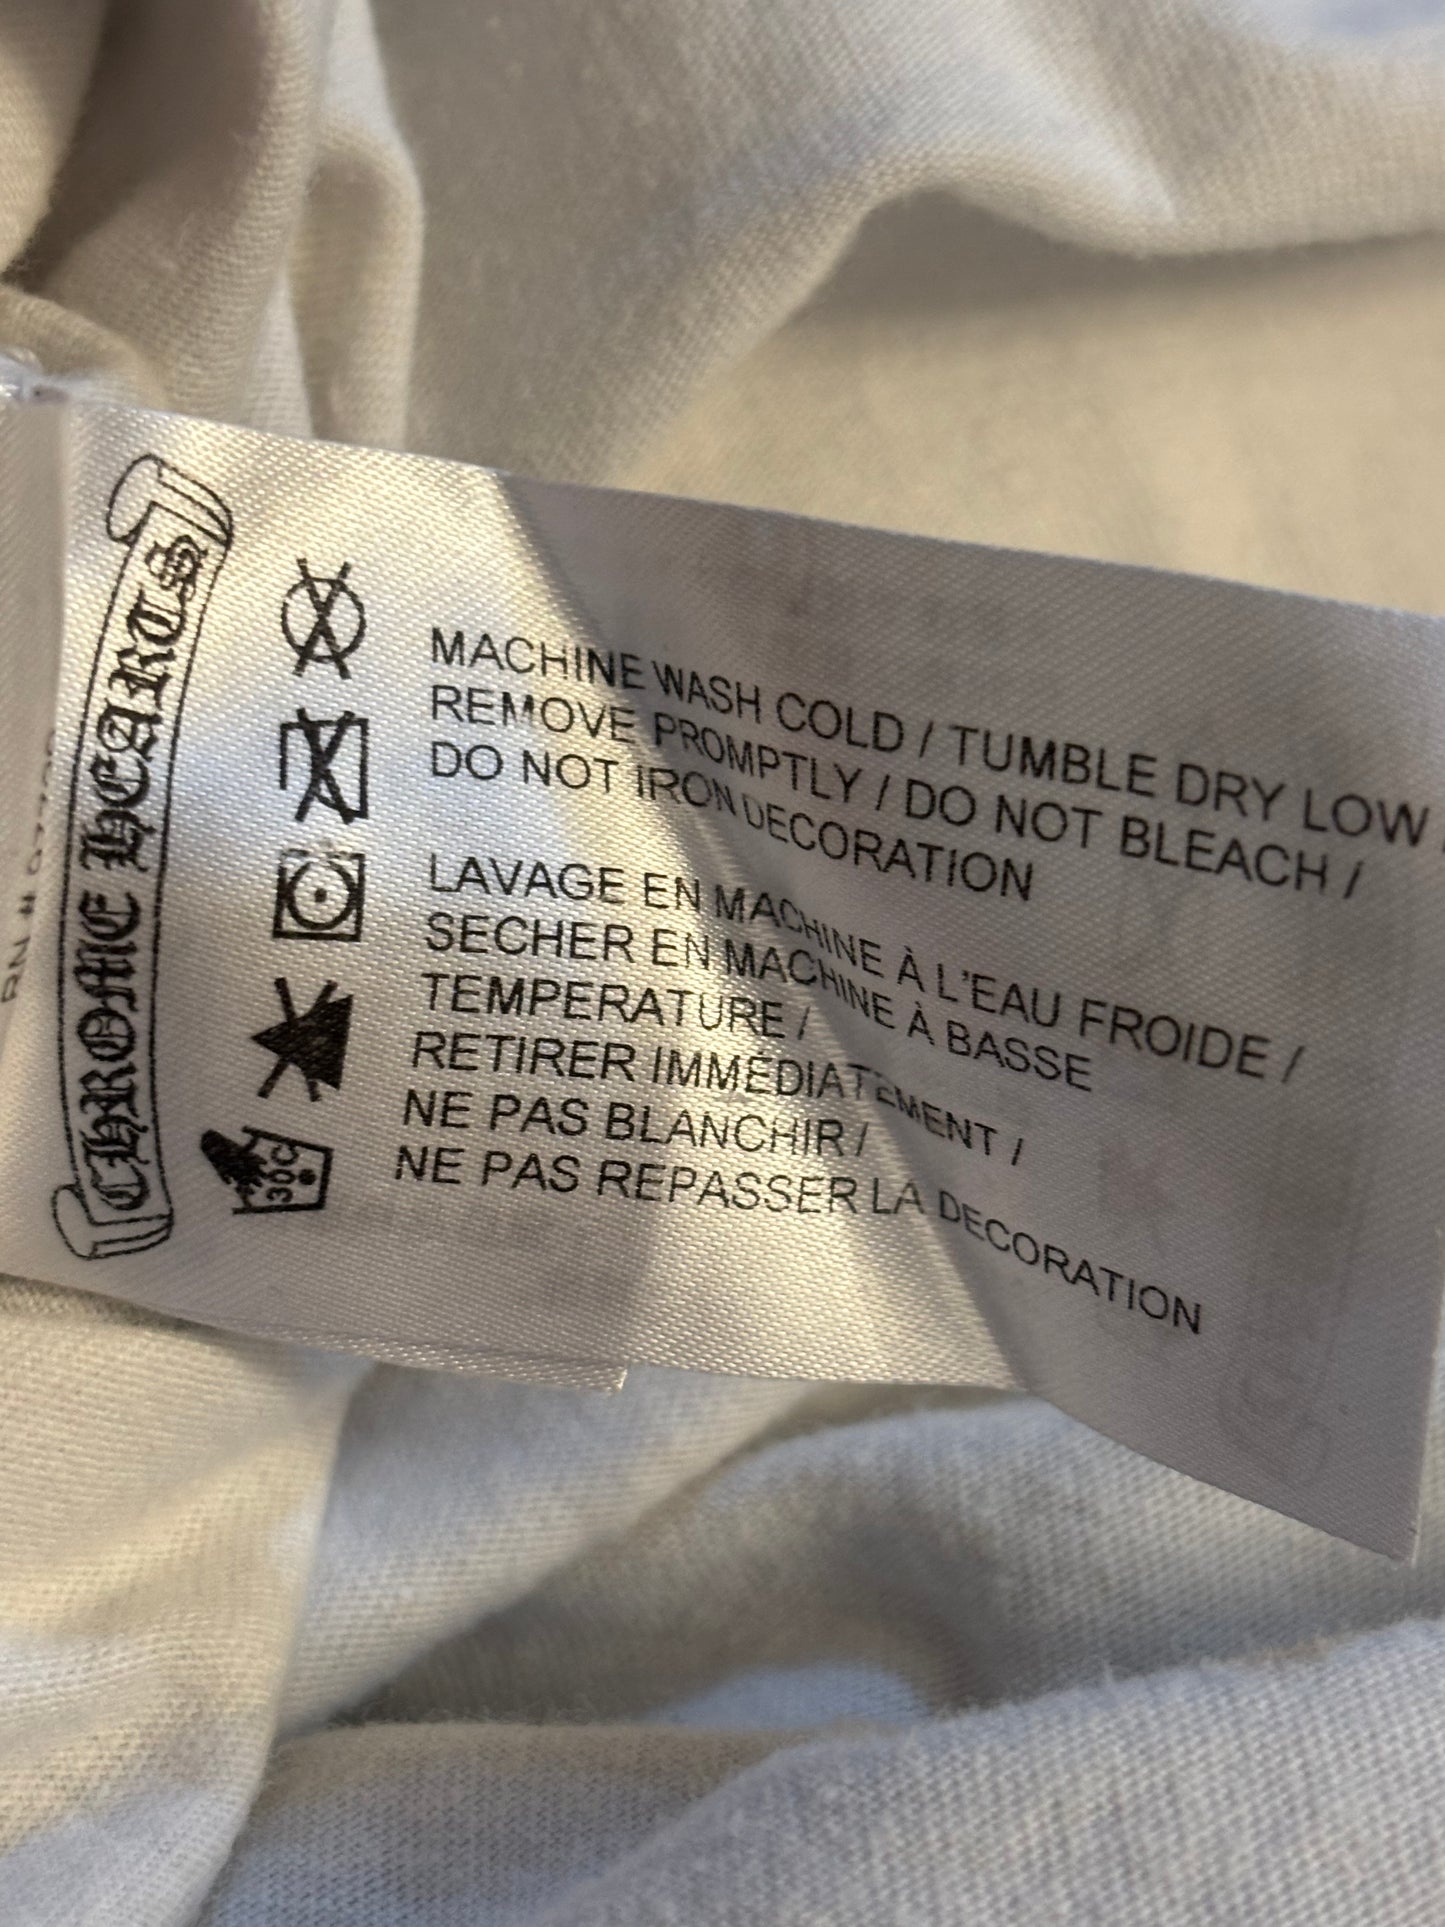 CHROME HEARTS
MACHINE WASH COLD / TUMBLE DRY LOW
REMOVE PROMPTLY / DO NOT BLEACH /
DO NOT IRON DECORATION
LAVAGE EN MACHINE À L'EAU FROIDE /
SECHER EN MACHINE À BASSE
TEMPERATURE /
RETIRER IMMÉDIATEMENT /
NE PAS BLANCHIR /
NE PAS REPASSER LA DECORATION
A
30C
RN #